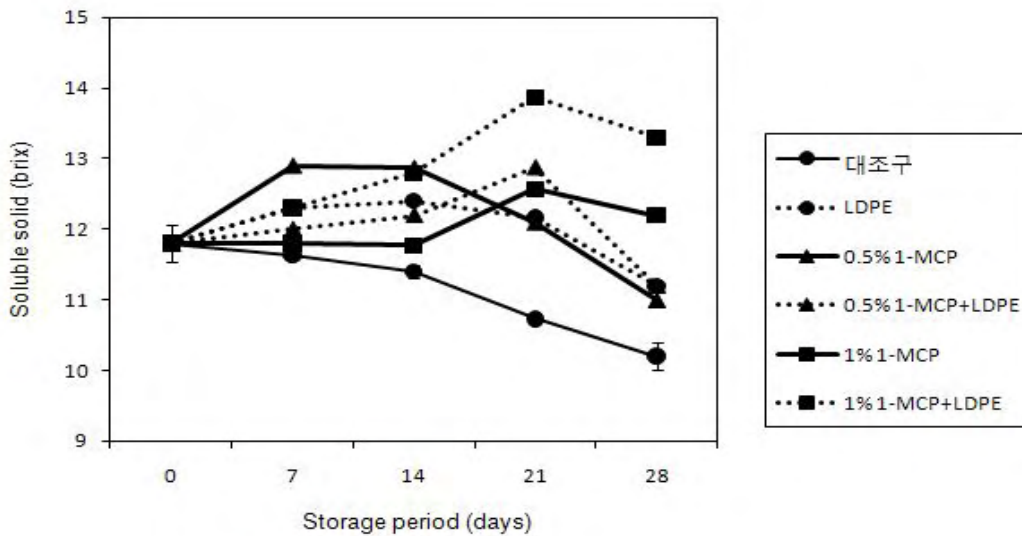 15
14
13
12
11
10
9
Soluble solid (brix)
0 7 14 21 28
Storage period (days)
대조구
LDPE
0.5%1-MCP
0.5%1-MCP+LDPE
1%1-MCP
1%1-MCP+LDPE